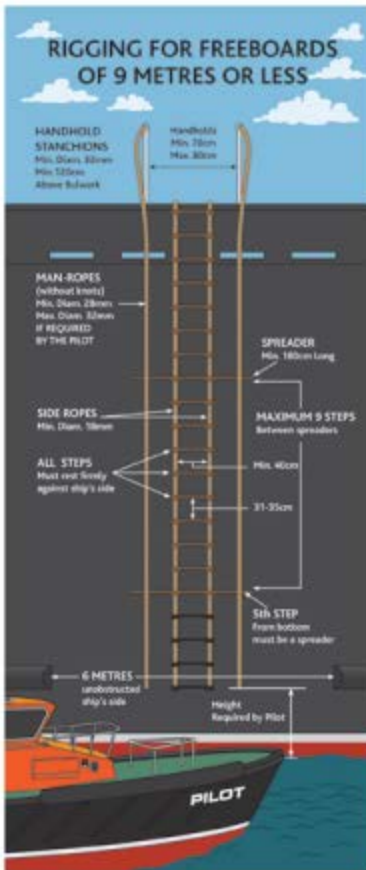 RIGGING FOR FREEBOARDS
OF 9 METRES OR LESS
HANDHOLD
STANCHIONS
Min. Diam. 32mm
Min. 120cm
Above Bulwark
Handholds
Min. 70cm
Max. 80cm
MAN-ROPES
(without knots)
Min. Diam. 28mm
Max. Diam. 32mm
IF REQUIRED
BY THE PILOT
SPREADER
Min. 180cm Long
SIDE ROPES
Min. Diam. 18mm
MAXIMUM 9 STEPS
Between spreaders
ALL STEPS
Must rest firmly
against ship's side
Min. 40cm
31-35cm
5th STEP
From bottom
must be a spreader
6 METRES
unobstructed
ship's side
Height
Required by Pilot
PILOT